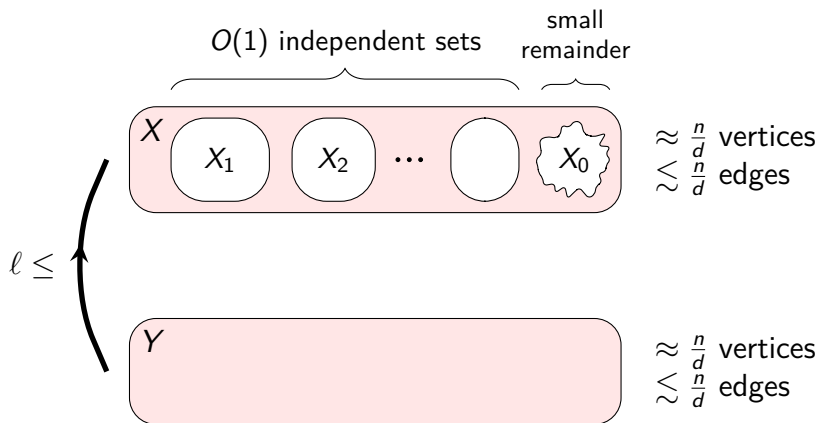 small
remainder
O(1) independent sets
X
X₁ X₂ ... X₀
≈ n/d vertices
≲ n/d edges
ℓ ≤
Y
≈ n/d vertices
≲ n/d edges